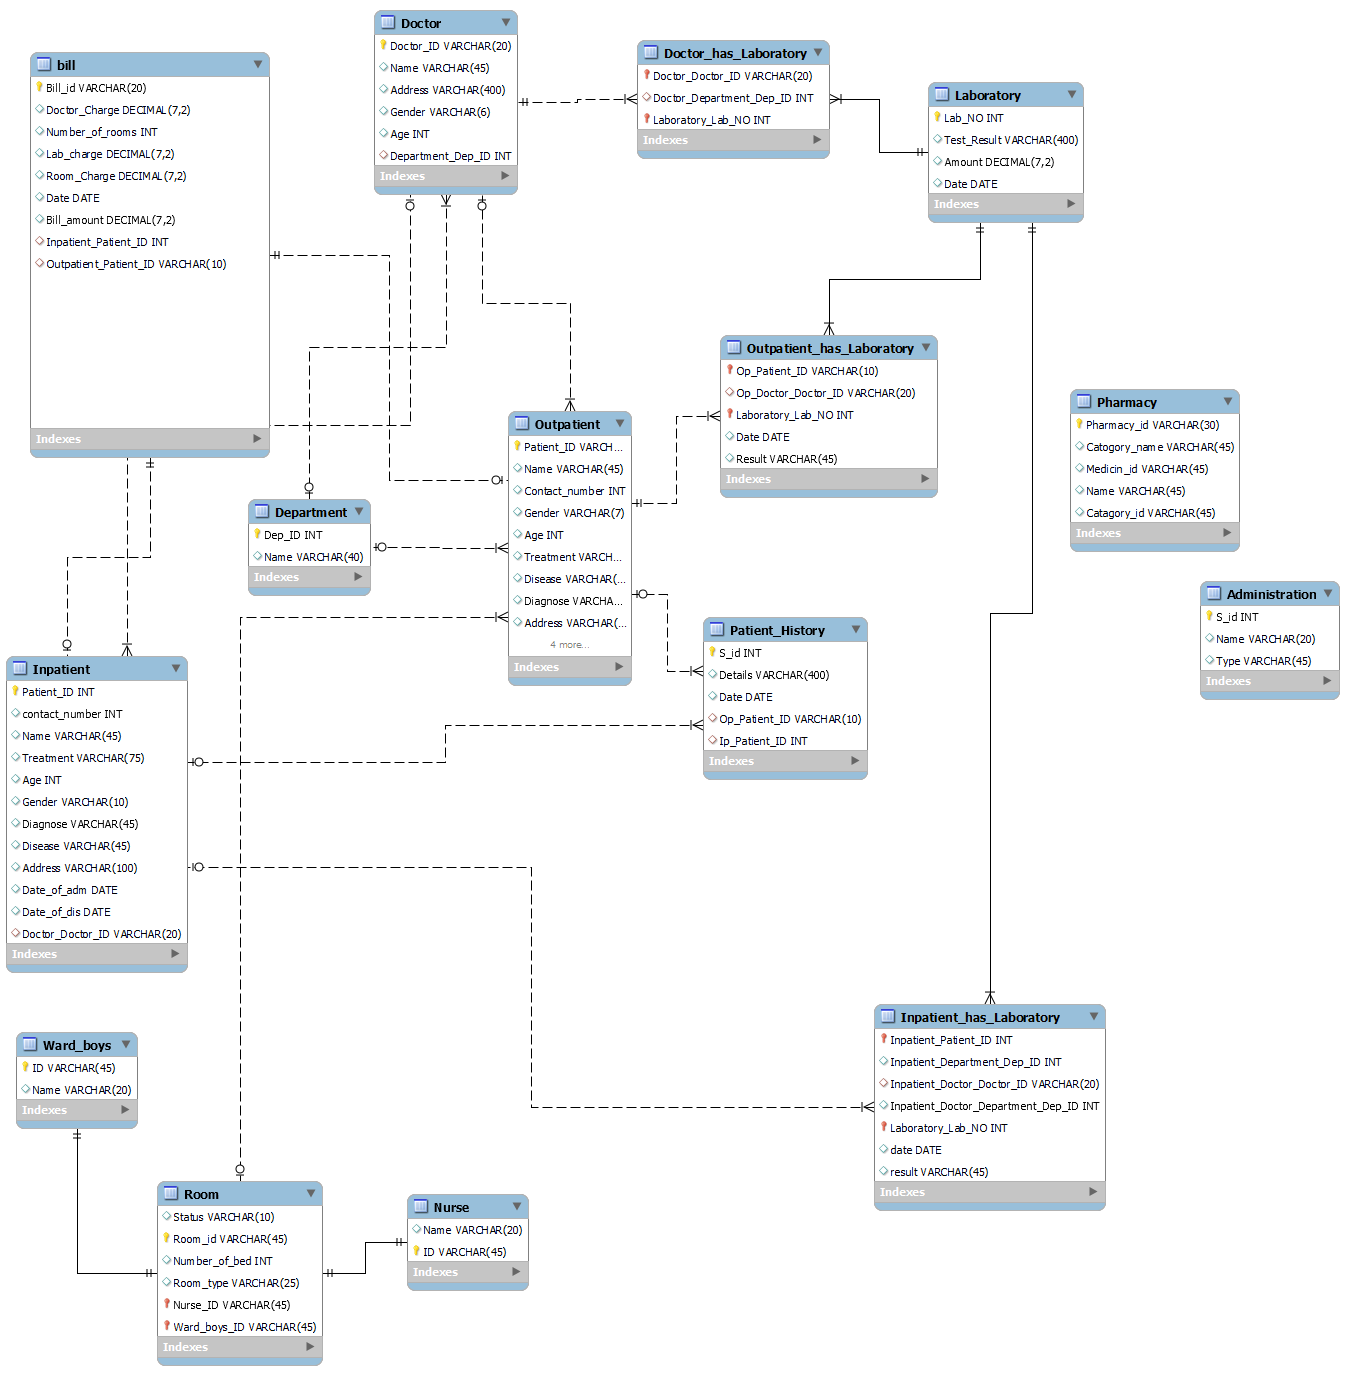 Doctor
Doctor_ID VARCHAR(20)
Name VARCHAR(45)
Address VARCHAR(400)
Gender VARCHAR(6)
Age INT
Department_Dep_ID INT
Indexes
bill
Bill_id VARCHAR(20)
Doctor_Charge DECIMAL(7,2)
Number_of_rooms INT
Lab_charge DECIMAL(7,2)
Room_Charge DECIMAL(7,2)
Date DATE
Bill_amount DECIMAL(7,2)
Inpatient_Patient_ID INT
Outpatient_Patient_ID VARCHAR(10)
Indexes
Doctor_has_Laboratory
Doctor_Doctor_ID VARCHAR(20)
Doctor_Department_Dep_ID INT
Laboratory_Lab_NO INT
Indexes
Laboratory
Lab_NO INT
Test_Result VARCHAR(400)
Amount DECIMAL(7,2)
Date DATE
Indexes
Outpatient_has_Laboratory
Op_Patient_ID VARCHAR(10)
Op_Doctor_Doctor_ID VARCHAR(20)
Laboratory_Lab_NO INT
Date DATE
Result VARCHAR(45)
Indexes
Pharmacy
Pharmacy_id VARCHAR(30)
Catogory_name VARCHAR(45)
Medicin_id VARCHAR(45)
Name VARCHAR(45)
Catagory_id VARCHAR(45)
Indexes
Outpatient
Patient_ID VARCH...
Name VARCHAR(45)
Contact_number INT
Gender VARCHAR(7)
Age INT
Treatment VARCH...
Disease VARCHAR(...
Diagnose VARCHA...
Address VARCHAR(...
4 more...
Indexes
Department
Dep_ID INT
Name VARCHAR(40)
Indexes
Administration
S_id INT
Name VARCHAR(20)
Type VARCHAR(45)
Indexes
Patient_History
S_id INT
Details VARCHAR(400)
Date DATE
Op_Patient_ID VARCHAR(10)
Ip_Patient_ID INT
Indexes
Inpatient
Patient_ID INT
contact_number INT
Name VARCHAR(45)
Treatment VARCHAR(75)
Age INT
Gender VARCHAR(10)
Diagnose VARCHAR(45)
Disease VARCHAR(45)
Address VARCHAR(100)
Date_of_adm DATE
Date_of_dis DATE
Doctor_Doctor_ID VARCHAR(20)
Indexes
Inpatient_has_Laboratory
Inpatient_Patient_ID INT
Inpatient_Department_Dep_ID INT
Inpatient_Doctor_Doctor_ID VARCHAR(20)
Inpatient_Doctor_Department_Dep_ID INT
Laboratory_Lab_NO INT
date DATE
result VARCHAR(45)
Indexes
Ward_boys
ID VARCHAR(45)
Name VARCHAR(20)
Indexes
Room
Status VARCHAR(10)
Room_id VARCHAR(45)
Number_of_bed INT
Room_type VARCHAR(25)
Nurse_ID VARCHAR(45)
Ward_boys_ID VARCHAR(45)
Indexes
Nurse
Name VARCHAR(20)
ID VARCHAR(45)
Indexes